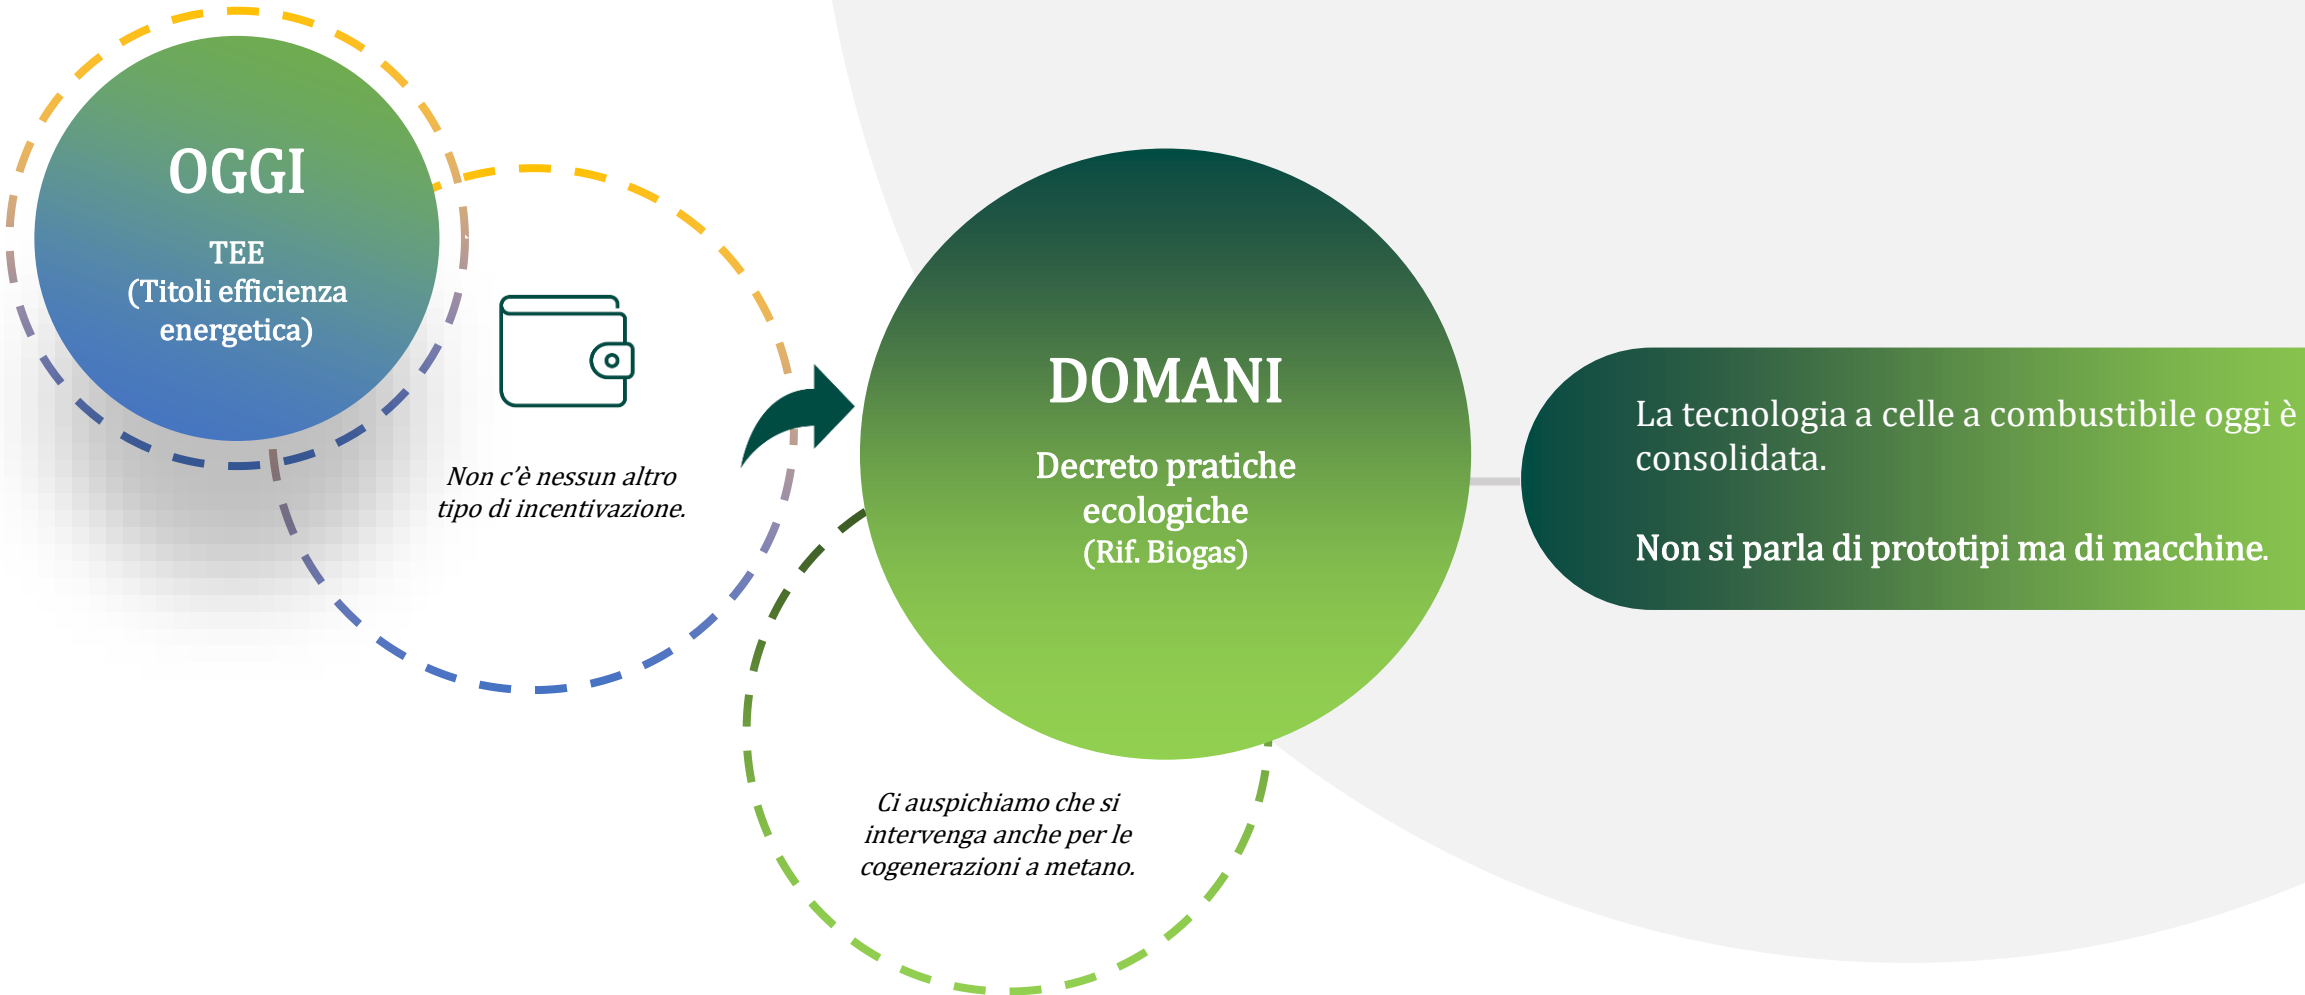 OGGI
TEE
(Titoli efficienza
energetica)
Non c’è nessun altro
tipo di incentivazione.
DOMANI
Decreto pratiche
ecologiche
(Rif. Biogas)
Ci auspichiamo che si
intervenga anche per le
cogenerazioni a metano.
La tecnologia a celle a combustibile oggi è
consolidata.
Non si parla di prototipi ma di macchine.